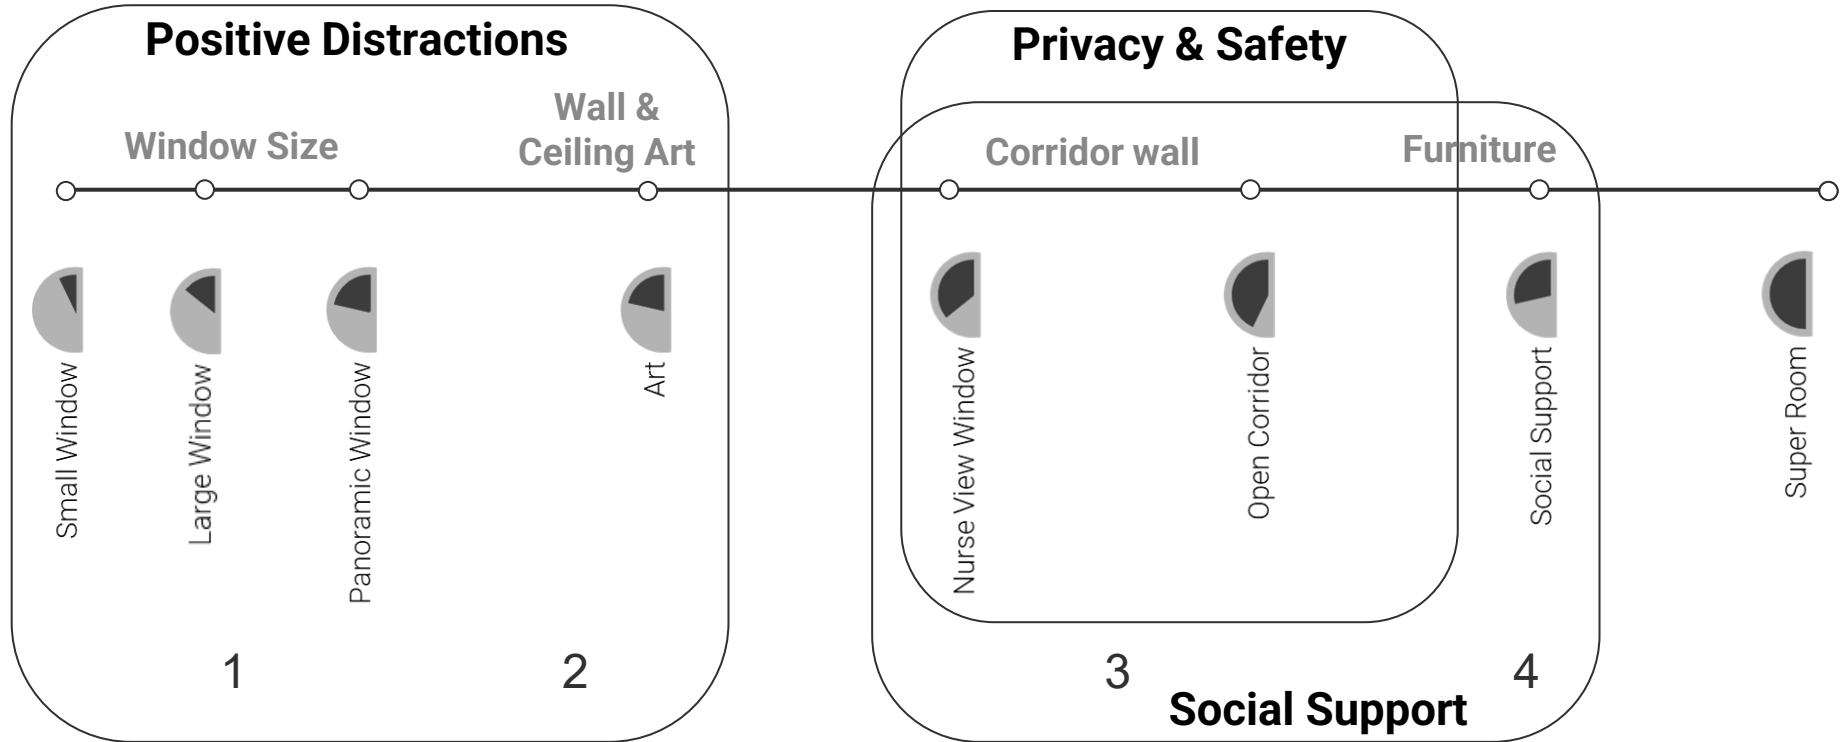 Positive Distractions
Privacy & Safety
Window Size
Wall &
Ceiling Art
Corridor wall
Furniture
Small Window
Large Window
Panoramic Window
Art
Nurse View Window
Open Corridor
Social Support
Super Room
1
2
3
4
Social Support